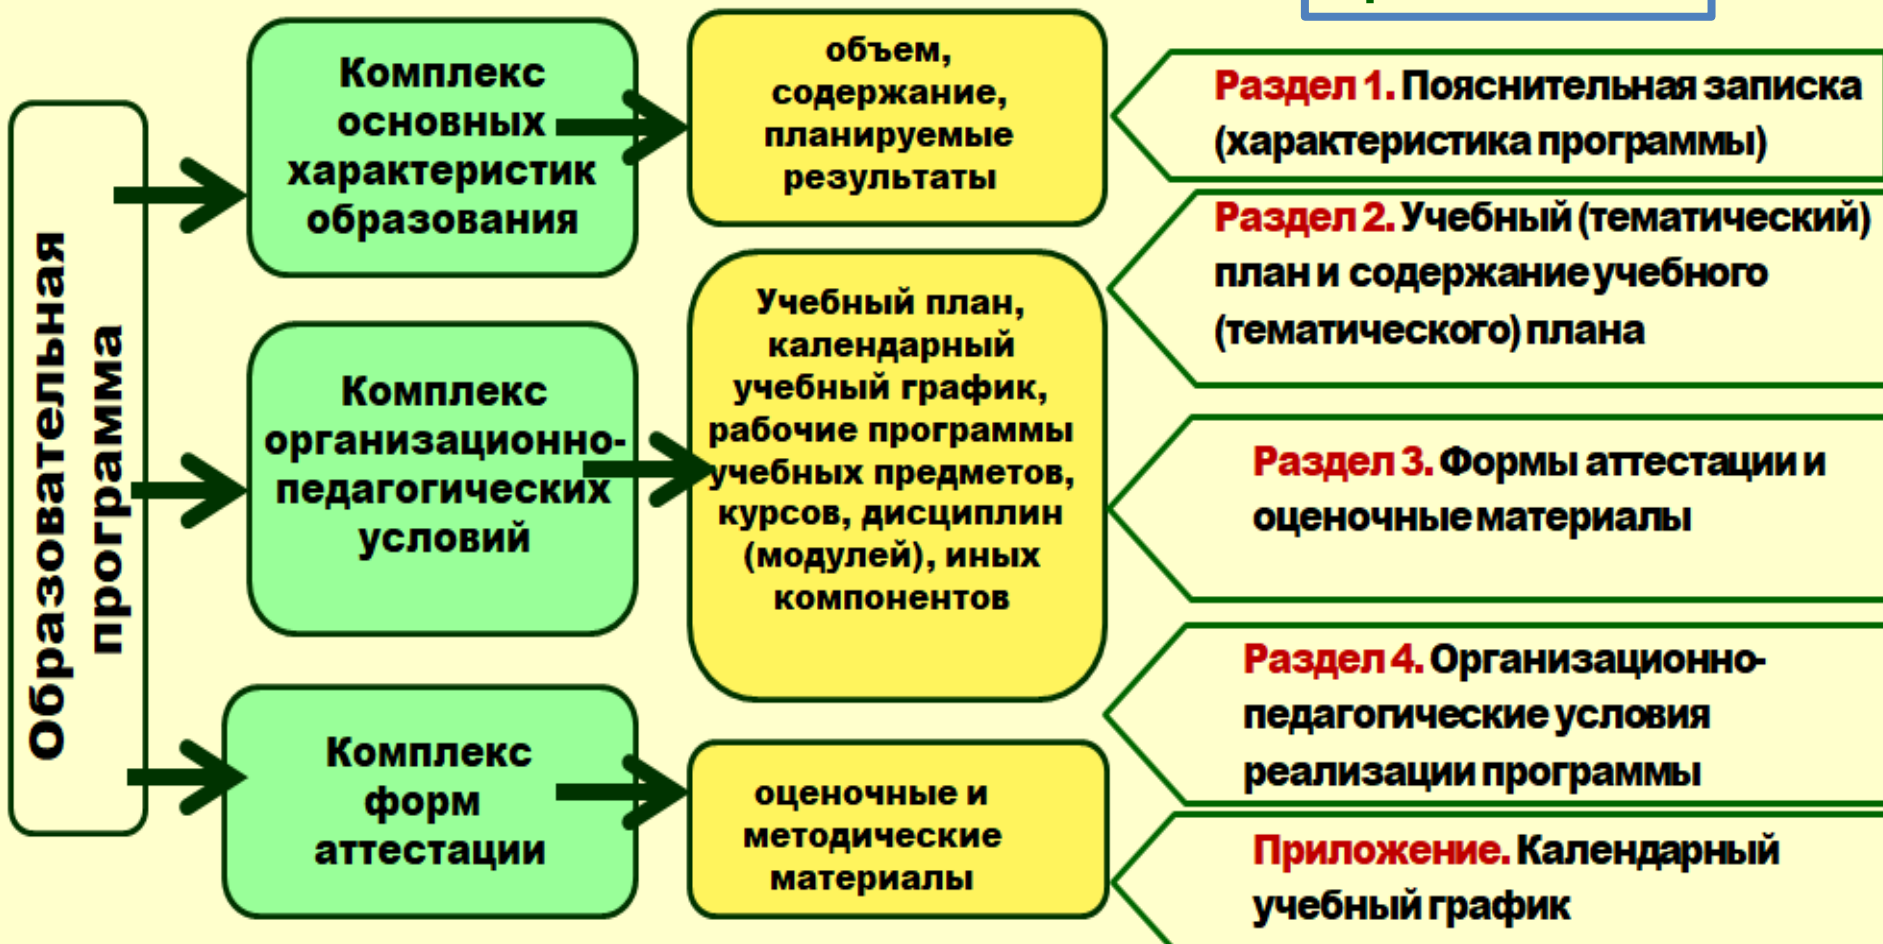 Образовательная
программа
Комплекс
основных
характеристик
образования
объем,
содержание,
планируемые
результаты
Комплекс
организационно-
педагогических
условий
Учебный план,
календарный
учебный график,
рабочие программы
учебных предметов,
курсов, дисциплин
(модулей), иных
компонентов
Комплекс
форм
аттестации
оценочные и
методические
материалы
Раздел 1. Пояснительная записка
(характеристика программы)
Раздел 2. Учебный (тематический)
план и содержание учебного
(тематического) плана
Раздел 3. Формы аттестации и
оценочные материалы
Раздел 4. Организационно-
педагогические условия
реализации программы
Приложение. Календарный
учебный график